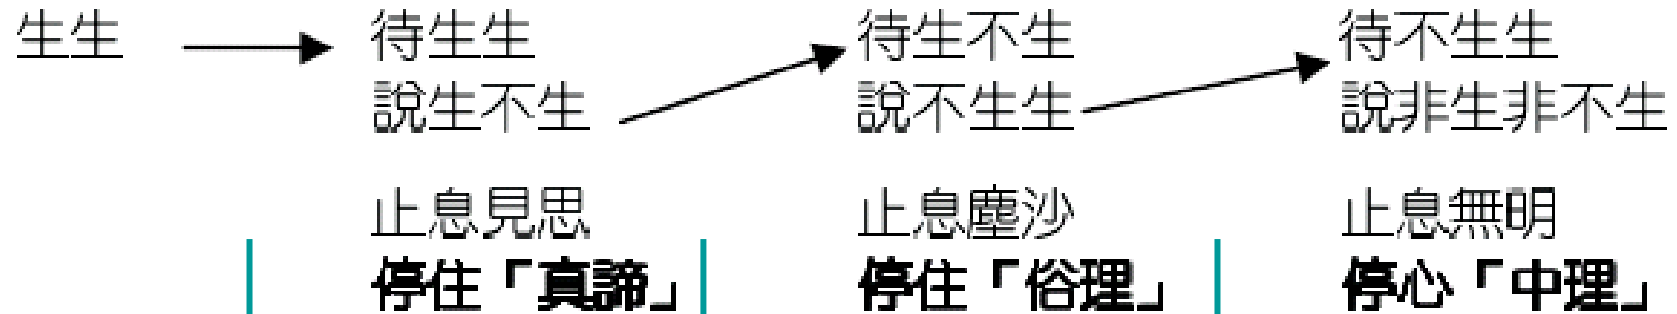 生生
待生生
說生不生
止息見思
停住「真諦」
待生不生
說不生生
止息塵沙
停住「俗理」
待不生生
說非生非不生
止息無明
停心「中理」